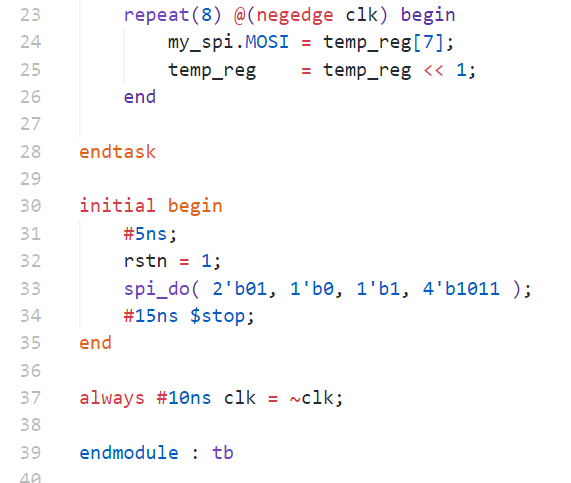 23 repeat(8) @(negedge clk) begin
24 my_spi.MOSI = temp_reg[7];
25 temp_reg = temp_reg << 1;
26 end
27
28 endtask
29
30 initial begin
31 #5ns;
32 rstn = 1;
33 spi_do( 2'b01, 1'b0, 1'b1, 4'b1011 );
34 #15ns $stop;
35 end
36
37 always #10ns clk = ~clk;
38
39 endmodule : tb
40